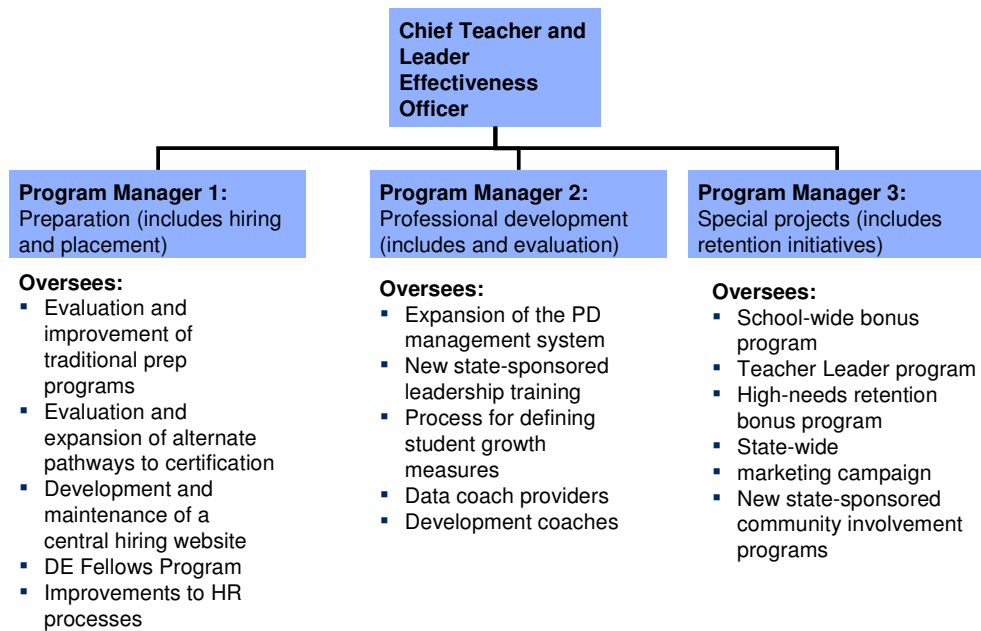 Chief Teacher and
Leader
Effectiveness
Officer
Program Manager 1:
Preparation (includes hiring
and placement)
Oversees:
▪ Evaluation and
improvement of
traditional prep
programs
▪ Evaluation and
expansion of alternate
pathways to certification
▪ Development and
maintenance of a
central hiring website
▪ DE Fellows Program
▪ Improvements to HR
processes
Program Manager 2:
Professional development
(includes and evaluation)
Oversees:
▪ Expansion of the PD
management system
▪ New state-sponsored
leadership training
▪ Process for defining
student growth
measures
▪ Data coach providers
▪ Development coaches
Program Manager 3:
Special projects (includes
retention initiatives)
Oversees:
▪ School-wide bonus
program
▪ Teacher Leader program
▪ High-needs retention
bonus program
▪ State-wide
▪ marketing campaign
▪ New state-sponsored
community involvement
programs